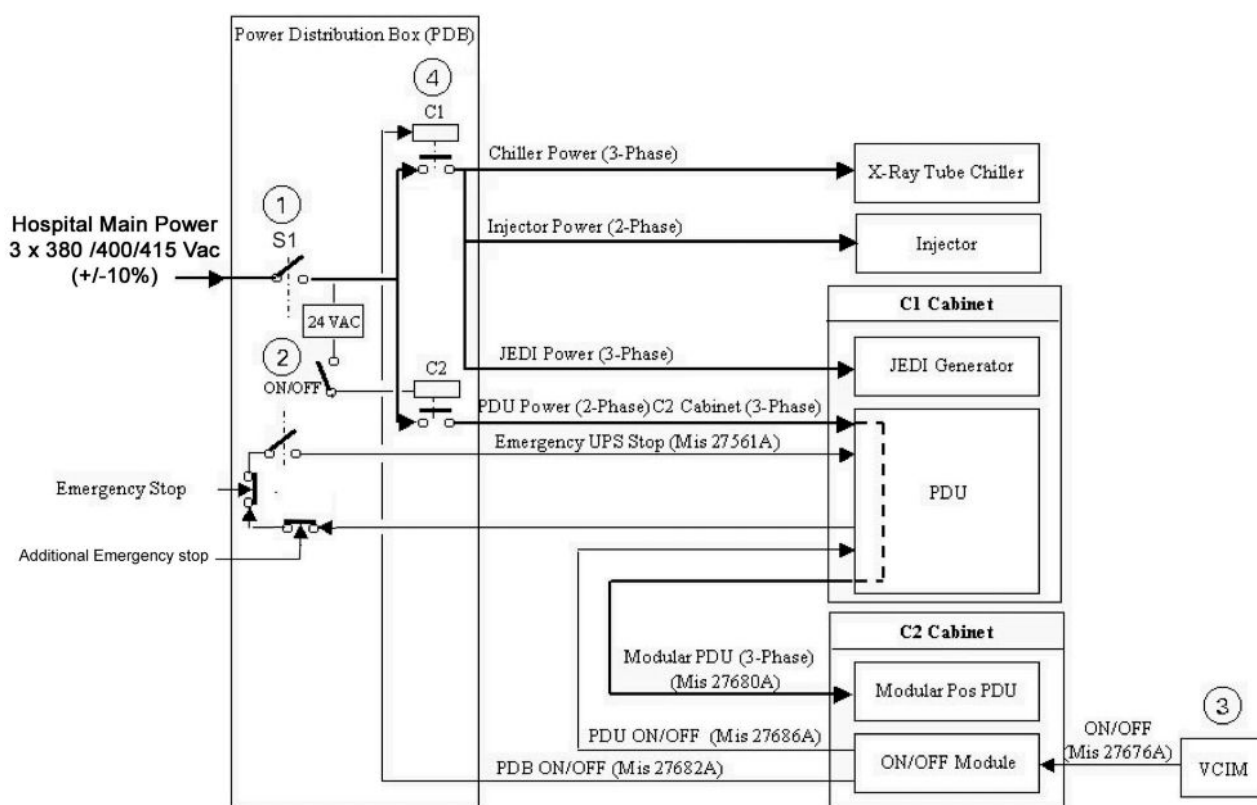 Power Distribution Box (PDB)
4
C1
Chiller Power (3-Phase)
X-Ray Tube Chiller
1
S1
Hospital Main Power
3 x 380 /400/415 Vac
(+/-10%)
Injector Power (2-Phase)
Injector
C1 Cabinet
24 VAC
2
ON/OFF
JEDI Power (3-Phase)
JEDI Generator
C2
PDU Power (2-Phase) C2 Cabinet (3-Phase)
Emergency UPS Stop (Mis 27561A)
PDU
Emergency Stop
Additional Emergency stop
C2 Cabinet
Modular PDU (3-Phase)
(Mis 27680A)
Modular Pos PDU
3
PDU ON/OFF (Mis 27686A)
ON/OFF
(Mis 27676A)
PDB ON/OFF (Mis 27682A)
ON/OFF Module
VCIM